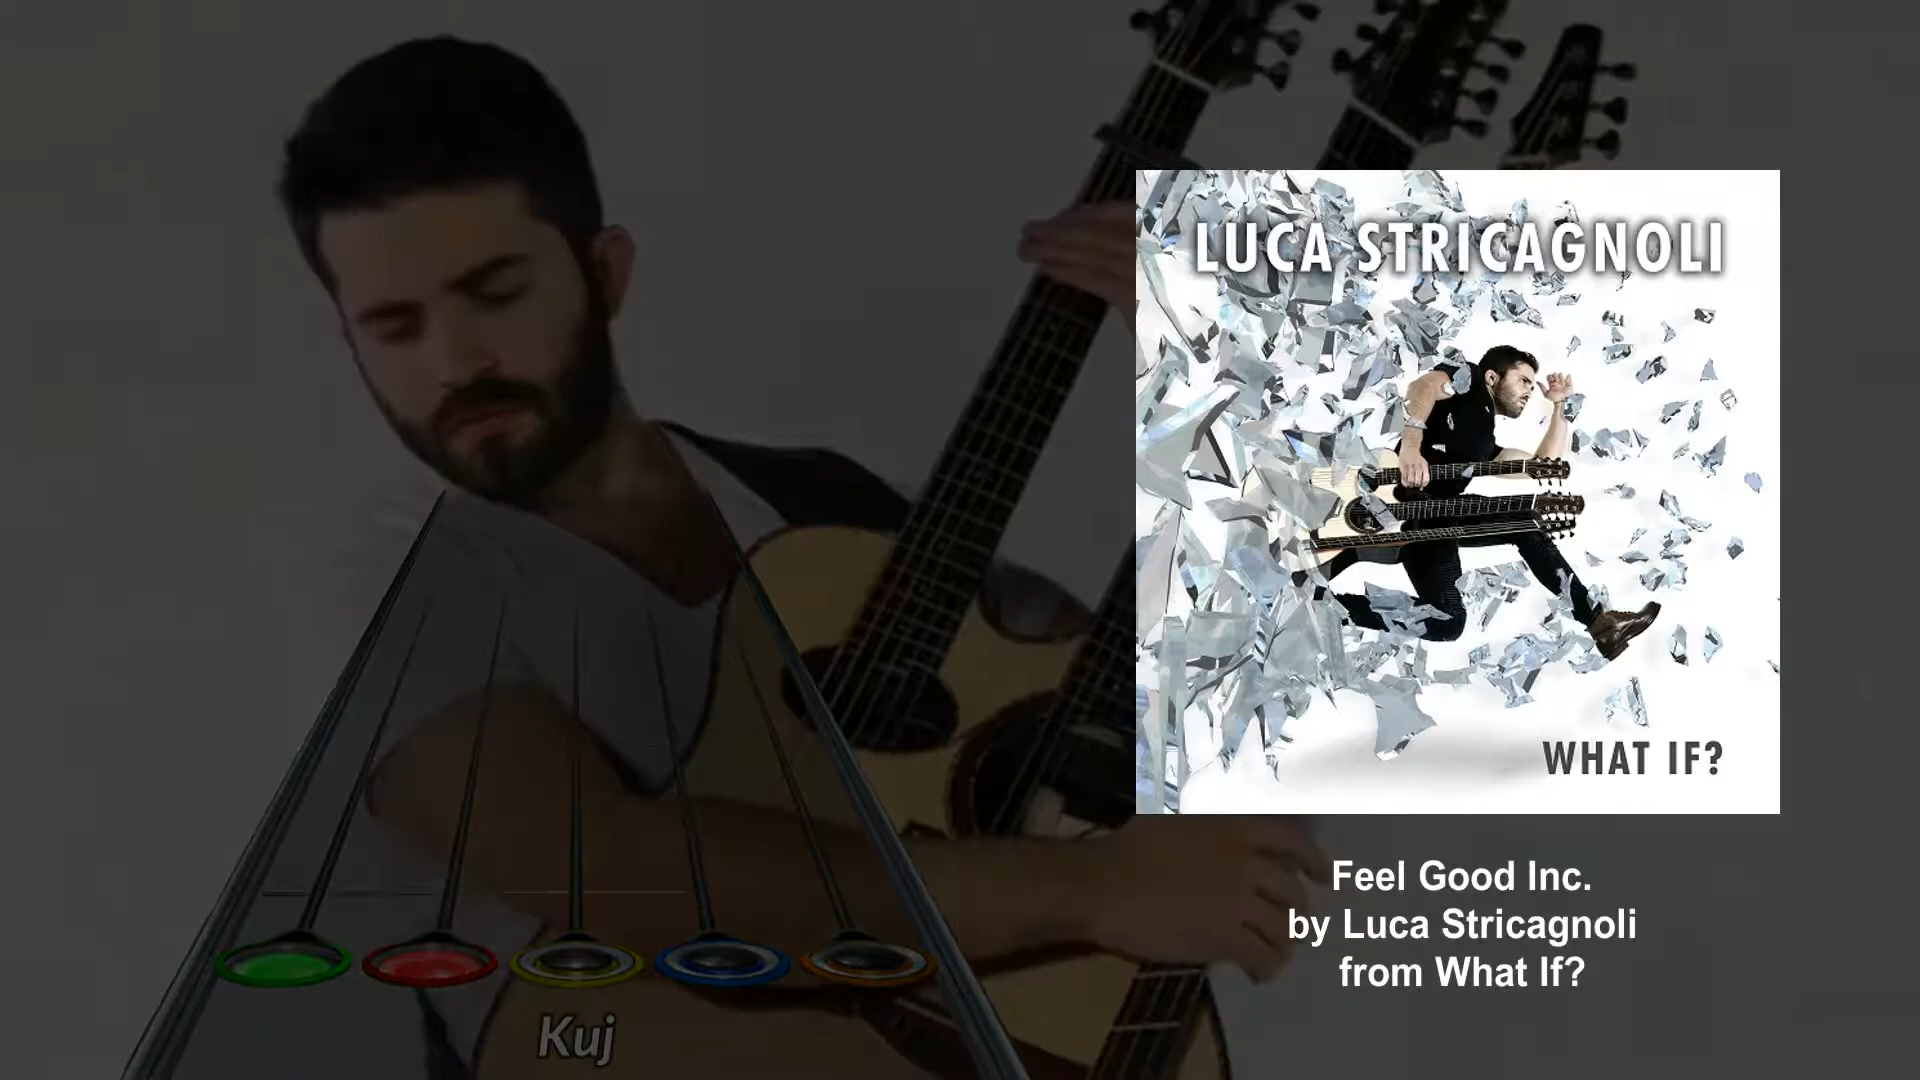 LUCA STRICAGNOLI
WHAT IF?
Feel Good Inc.
by Luca Stricagnoli
from What If?
Kuj